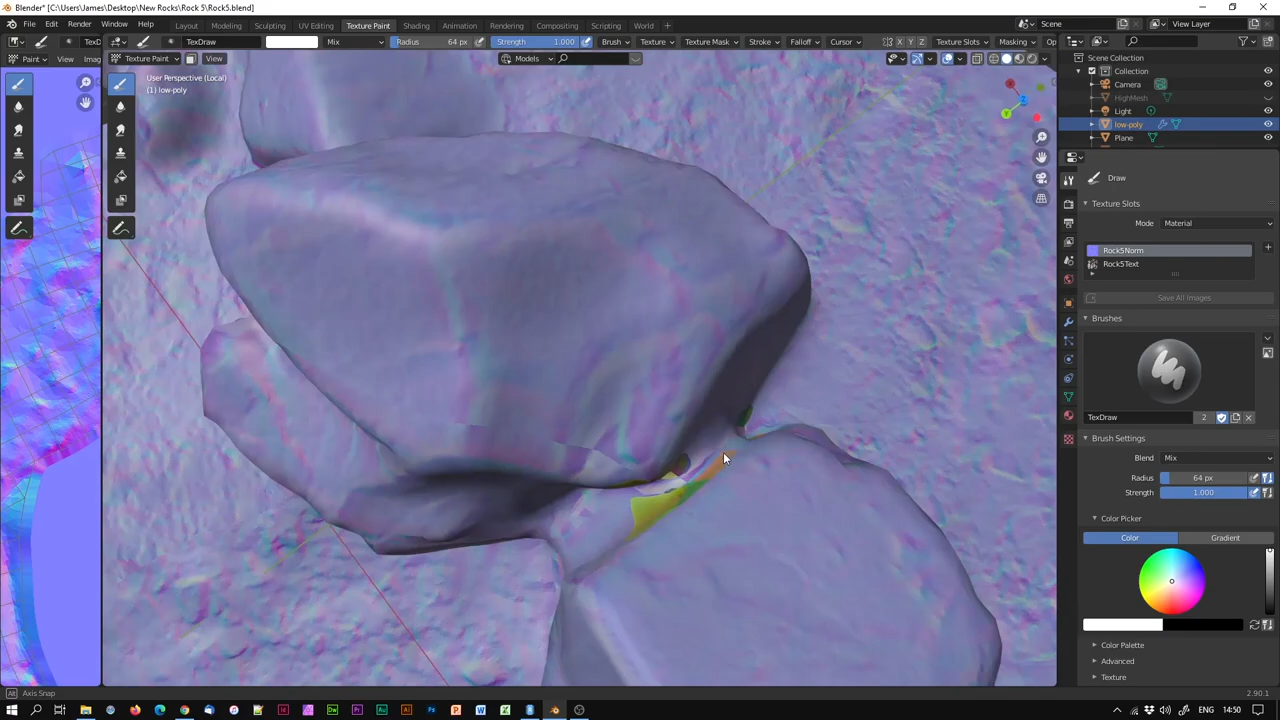 Blender* [C:\Users\James\Desktop\New Rocks\Rock 5\Rock5.blend]
File Edit Render Window Help Layout Modeling Sculpting UV Editing Texture Paint Shading Animation Rendering Compositing Scripting World + Scene View Layer
TexD TexDraw Mix Radius 64 px Strength 1.000 Brush Texture Texture Mask Stroke Falloff Cursor X Y Z Texture Slots Masking Op
Paint View Imag Texture Paint View Models
User Perspective (Local)
(1) low-poly
Scene Collection
Collection
Camera
HighMesh
Light
low-poly
Plane
Draw
Texture Slots
Mode Material
Rock5Norm
Rock5Text
Save All Images
Brushes
TexDraw 2
Brush Settings
Blend Mix
Radius 64 px
Strength 1.000
Color Picker
Color Gradient
Color Palette
Advanced
Texture
Alt Axis Snap 2.90.1
ENG 14:50